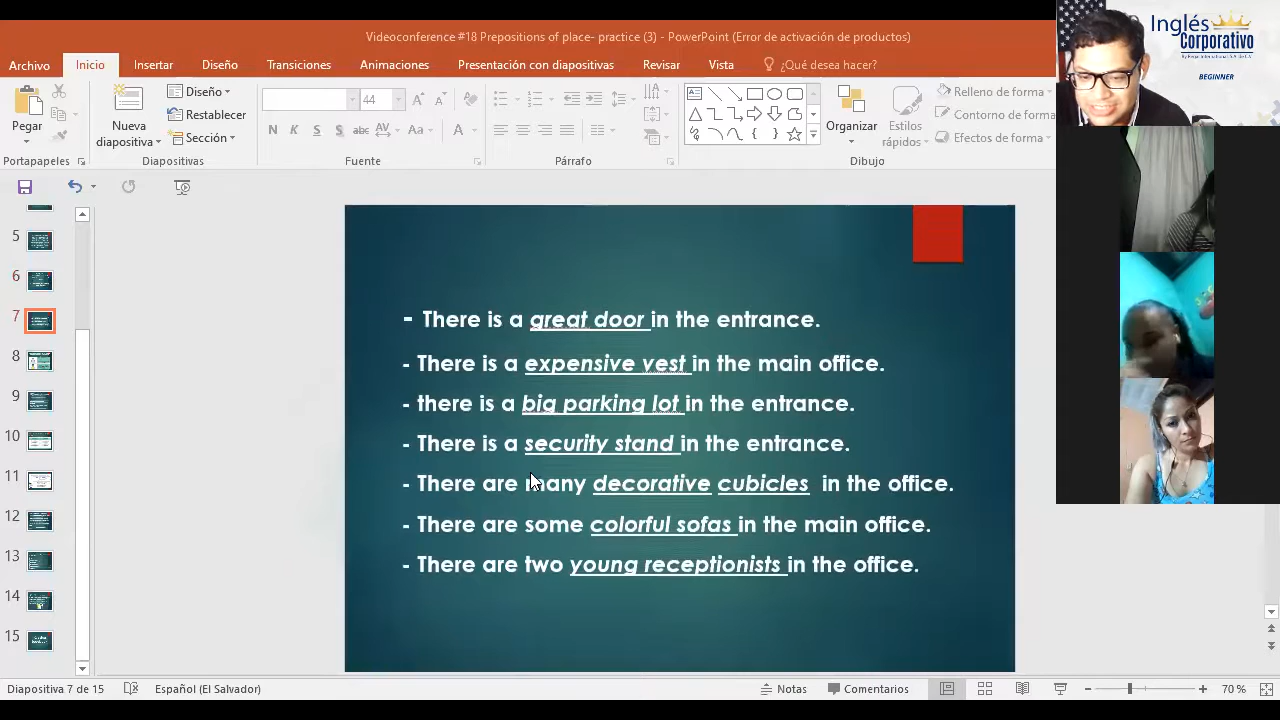 Videoconference #18 Prepositions of place- practice (3) - PowerPoint (Error de activación de productos)
Inglés
Corporativo
BEGINNER
Archivo Inicio Insertar Diseño Transiciones Animaciones Presentación con diapositivas Revisar Vista ¿Qué desea hacer?
Pegar
Nueva
diapositiva
Diseño
Restablecer
Sección
44
N K S S abc AV Aa A
Organizar
Estilos
rápidos
Relleno de forma
Contorno de forma
Efectos de forma
Portapapeles Diapositivas Fuente Párrafo Dibujo
5
6
7
8
9
10
11
12
13
14
15
- There is a great door in the entrance.
- There is a expensive vest in the main office.
- there is a big parking lot in the entrance.
- There is a security stand in the entrance.
- There are many decorative cubicles in the office.
- There are some colorful sofas in the main office.
- There are two young receptionists in the office.
Diapositiva 7 de 15 Español (El Salvador) Notas Comentarios 70 %